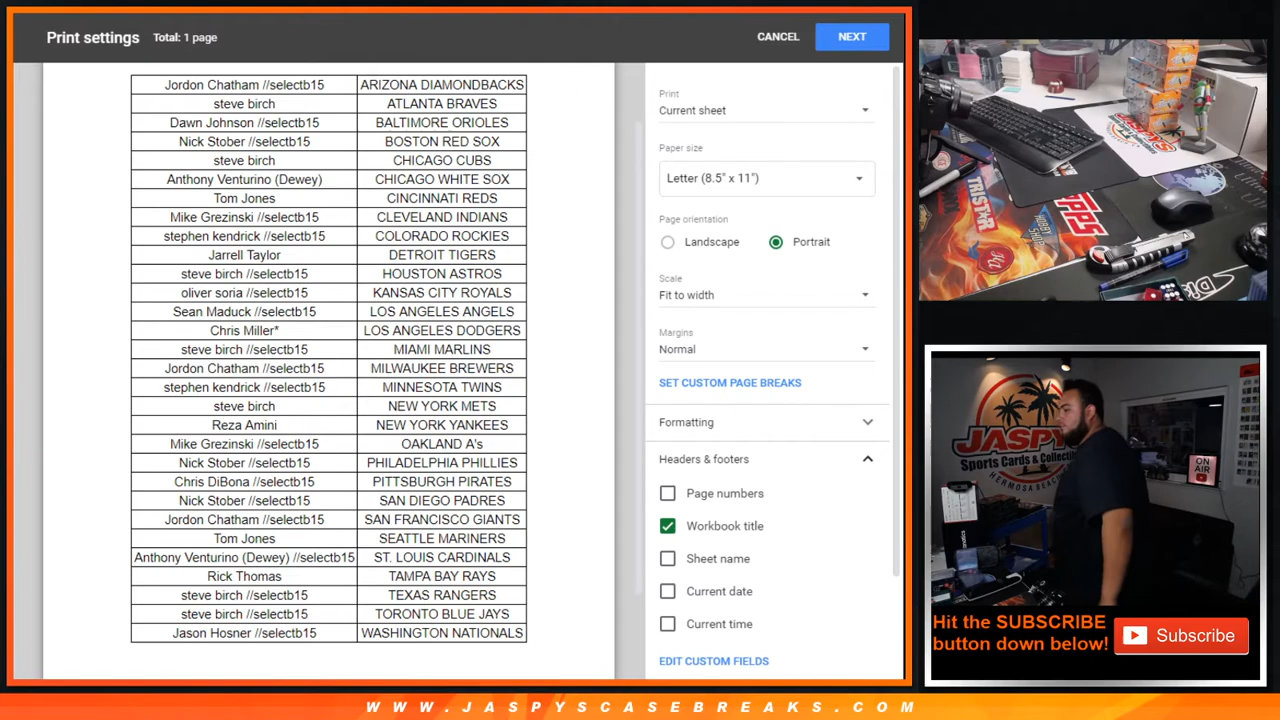 Print settings Total: 1 page CANCEL NEXT
Jordon Chatham //selectb15 ARIZONA DIAMONDBACKS
steve birch ATLANTA BRAVES
Dawn Johnson //selectb15 BALTIMORE ORIOLES
Nick Stober //selectb15 BOSTON RED SOX
steve birch CHICAGO CUBS
Anthony Venturino (Dewey) CHICAGO WHITE SOX
Tom Jones CINCINNATI REDS
Mike Grezinski //selectb15 CLEVELAND INDIANS
stephen kendrick //selectb15 COLORADO ROCKIES
Jarrell Taylor DETROIT TIGERS
steve birch //selectb15 HOUSTON ASTROS
oliver soria //selectb15 KANSAS CITY ROYALS
Sean Maduck //selectb15 LOS ANGELES ANGELS
Chris Miller* LOS ANGELES DODGERS
steve birch //selectb15 MIAMI MARLINS
Jordon Chatham //selectb15 MILWAUKEE BREWERS
stephen kendrick //selectb15 MINNESOTA TWINS
steve birch NEW YORK METS
Reza Amini NEW YORK YANKEES
Mike Grezinski //selectb15 OAKLAND A's
Nick Stober //selectb15 PHILADELPHIA PHILLIES
Chris DiBona //selectb15 PITTSBURGH PIRATES
Nick Stober //selectb15 SAN DIEGO PADRES
Jordon Chatham //selectb15 SAN FRANCISCO GIANTS
Tom Jones SEATTLE MARINERS
Anthony Venturino (Dewey) //selectb15 ST. LOUIS CARDINALS
Rick Thomas TAMPA BAY RAYS
steve birch //selectb15 TEXAS RANGERS
steve birch //selectb15 TORONTO BLUE JAYS
Jason Hosner //selectb15 WASHINGTON NATIONALS
Print
Current sheet
Paper size
Letter (8.5" x 11")
Page orientation
Landscape Portrait
Scale
Fit to width
Margins
Normal
SET CUSTOM PAGE BREAKS
Formatting
Headers & footers
Page numbers
Workbook title
Sheet name
Current date
Current time
EDIT CUSTOM FIELDS
TRISTAR
HOBBY
SHOP
TOPPS
JASPY
Sports Cards & Collectib
HERMOSA BEACH
ON
AIR
Hit the SUBSCRIBE
button down below!
Subscribe
WWW.JASPYSCASEBREAKS.COM